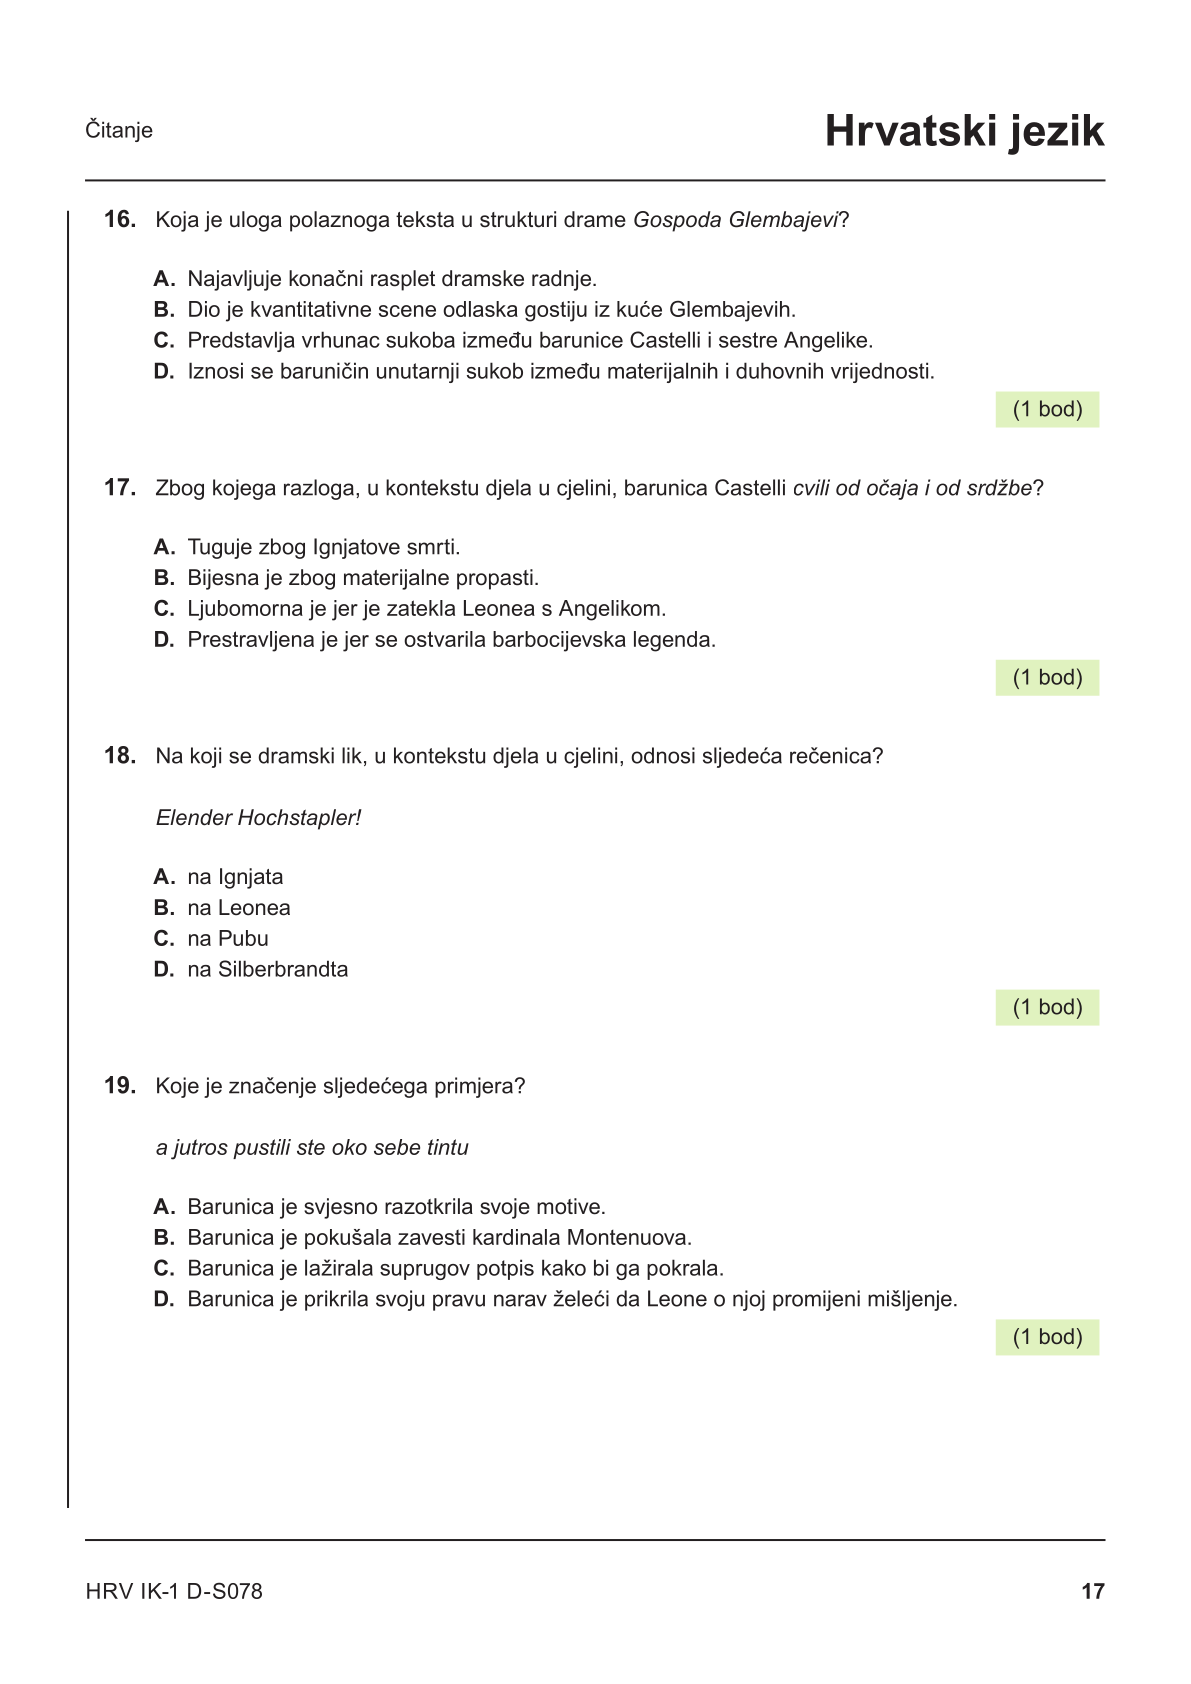 Čitanje
Hrvatski jezik
16. Koja je uloga polaznoga teksta u strukturi drame Gospoda Glembajevi?
A. Najavljuje konačni rasplet dramske radnje.
B. Dio je kvantitativne scene odlaska gostiju iz kuće Glembajevih.
C. Predstavlja vrhunac sukoba između barunice Castelli i sestre Angelike.
D. Iznosi se baruničin unutarnji sukob između materijalnih i duhovnih vrijednosti.
(1 bod)
17. Zbog kojega razloga, u kontekstu djela u cjelini, barunica Castelli cvili od očaja i od srdžbe?
A. Tuguje zbog Ignjatove smrti.
B. Bijesna je zbog materijalne propasti.
C. Ljubomorna je jer je zatekla Leonea s Angelikom.
D. Prestravljena je jer se ostvarila barbocijevska legenda.
(1 bod)
18. Na koji se dramski lik, u kontekstu djela u cjelini, odnosi sljedeća rečenica?
Elender Hochstapler!
A. na Ignjata
B. na Leonea
C. na Pubu
D. na Silberbrandta
(1 bod)
19. Koje je značenje sljedećega primjera?
a jutros pustili ste oko sebe tintu
A. Barunica je svjesno razotkrila svoje motive.
B. Barunica je pokušala zavesti kardinala Montenuova.
C. Barunica je lažirala suprugov potpis kako bi ga pokrala.
D. Barunica je prikrila svoju pravu narav želeći da Leone o njoj promijeni mišljenje.
(1 bod)
HRV IK-1 D-S078
17